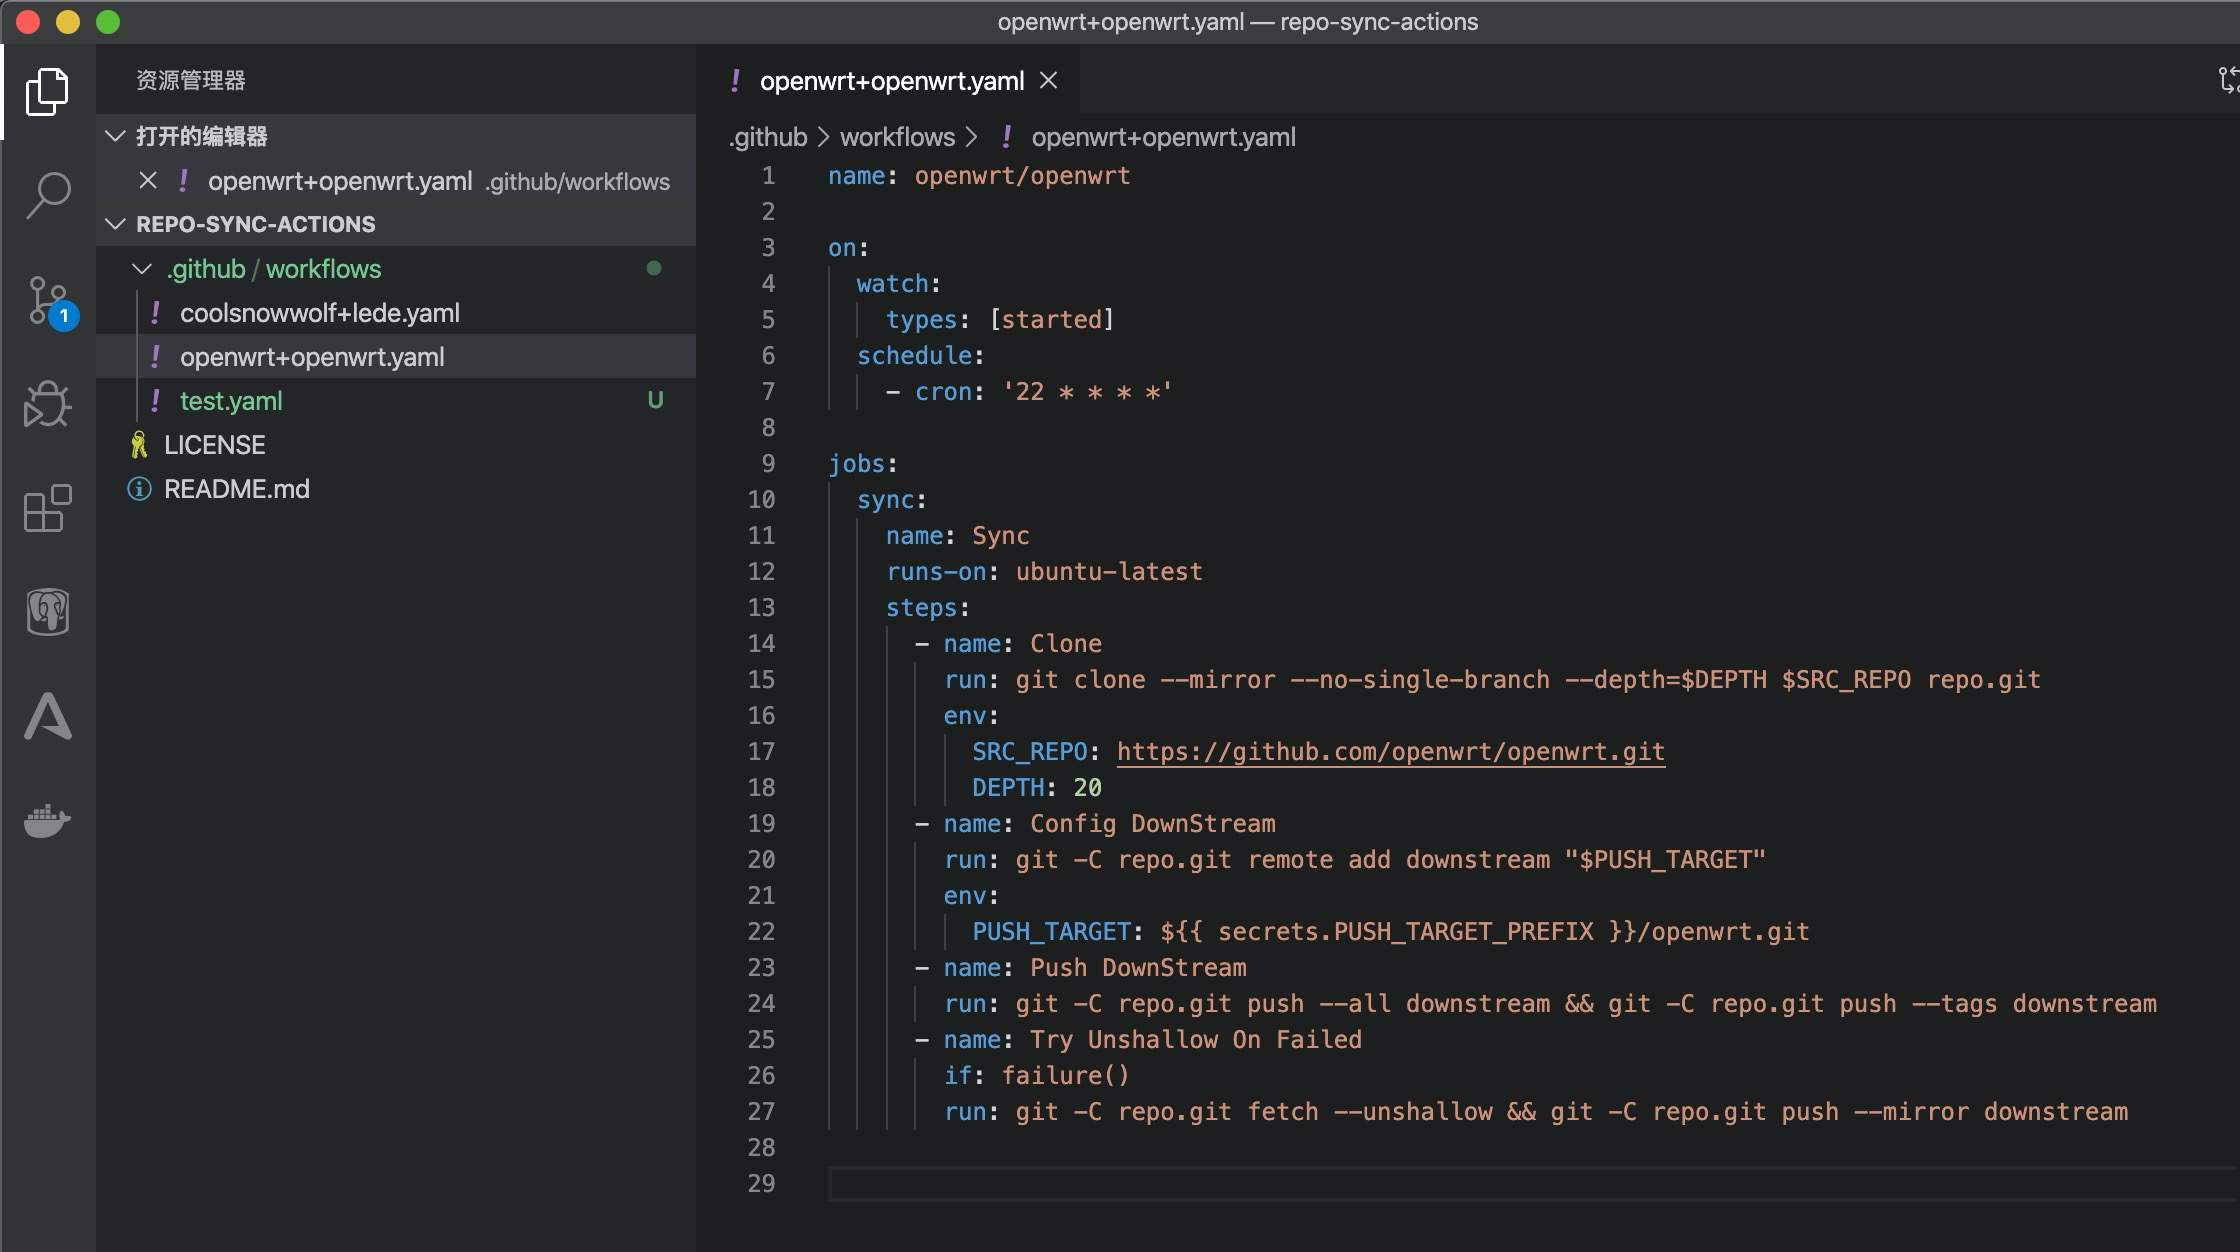 openwrt+openwrt.yaml — repo-sync-actions
资源管理器
打开的编辑器
openwrt+openwrt.yaml .github/workflows
REPO-SYNC-ACTIONS
.github / workflows
coolsnowwolf+lede.yaml
openwrt+openwrt.yaml
test.yaml U
LICENSE
README.md
1
openwrt+openwrt.yaml
.github > workflows > ! openwrt+openwrt.yaml
1 name: openwrt/openwrt
2
3 on:
4   watch:
5     types: [started]
6   schedule:
7     - cron: '22 * * * *'
8
9 jobs:
10   sync:
11     name: Sync
12     runs-on: ubuntu-latest
13     steps:
14       - name: Clone
15         run: git clone --mirror --no-single-branch --depth=$DEPTH $SRC_REPO repo.git
16         env:
17           SRC_REPO: https://github.com/openwrt/openwrt.git
18           DEPTH: 20
19       - name: Config DownStream
20         run: git -C repo.git remote add downstream "$PUSH_TARGET"
21         env:
22           PUSH_TARGET: ${{ secrets.PUSH_TARGET_PREFIX }}/openwrt.git
23       - name: Push DownStream
24         run: git -C repo.git push --all downstream && git -C repo.git push --tags downstream
25       - name: Try Unshallow On Failed
26         if: failure()
27         run: git -C repo.git fetch --unshallow && git -C repo.git push --mirror downstream
28
29